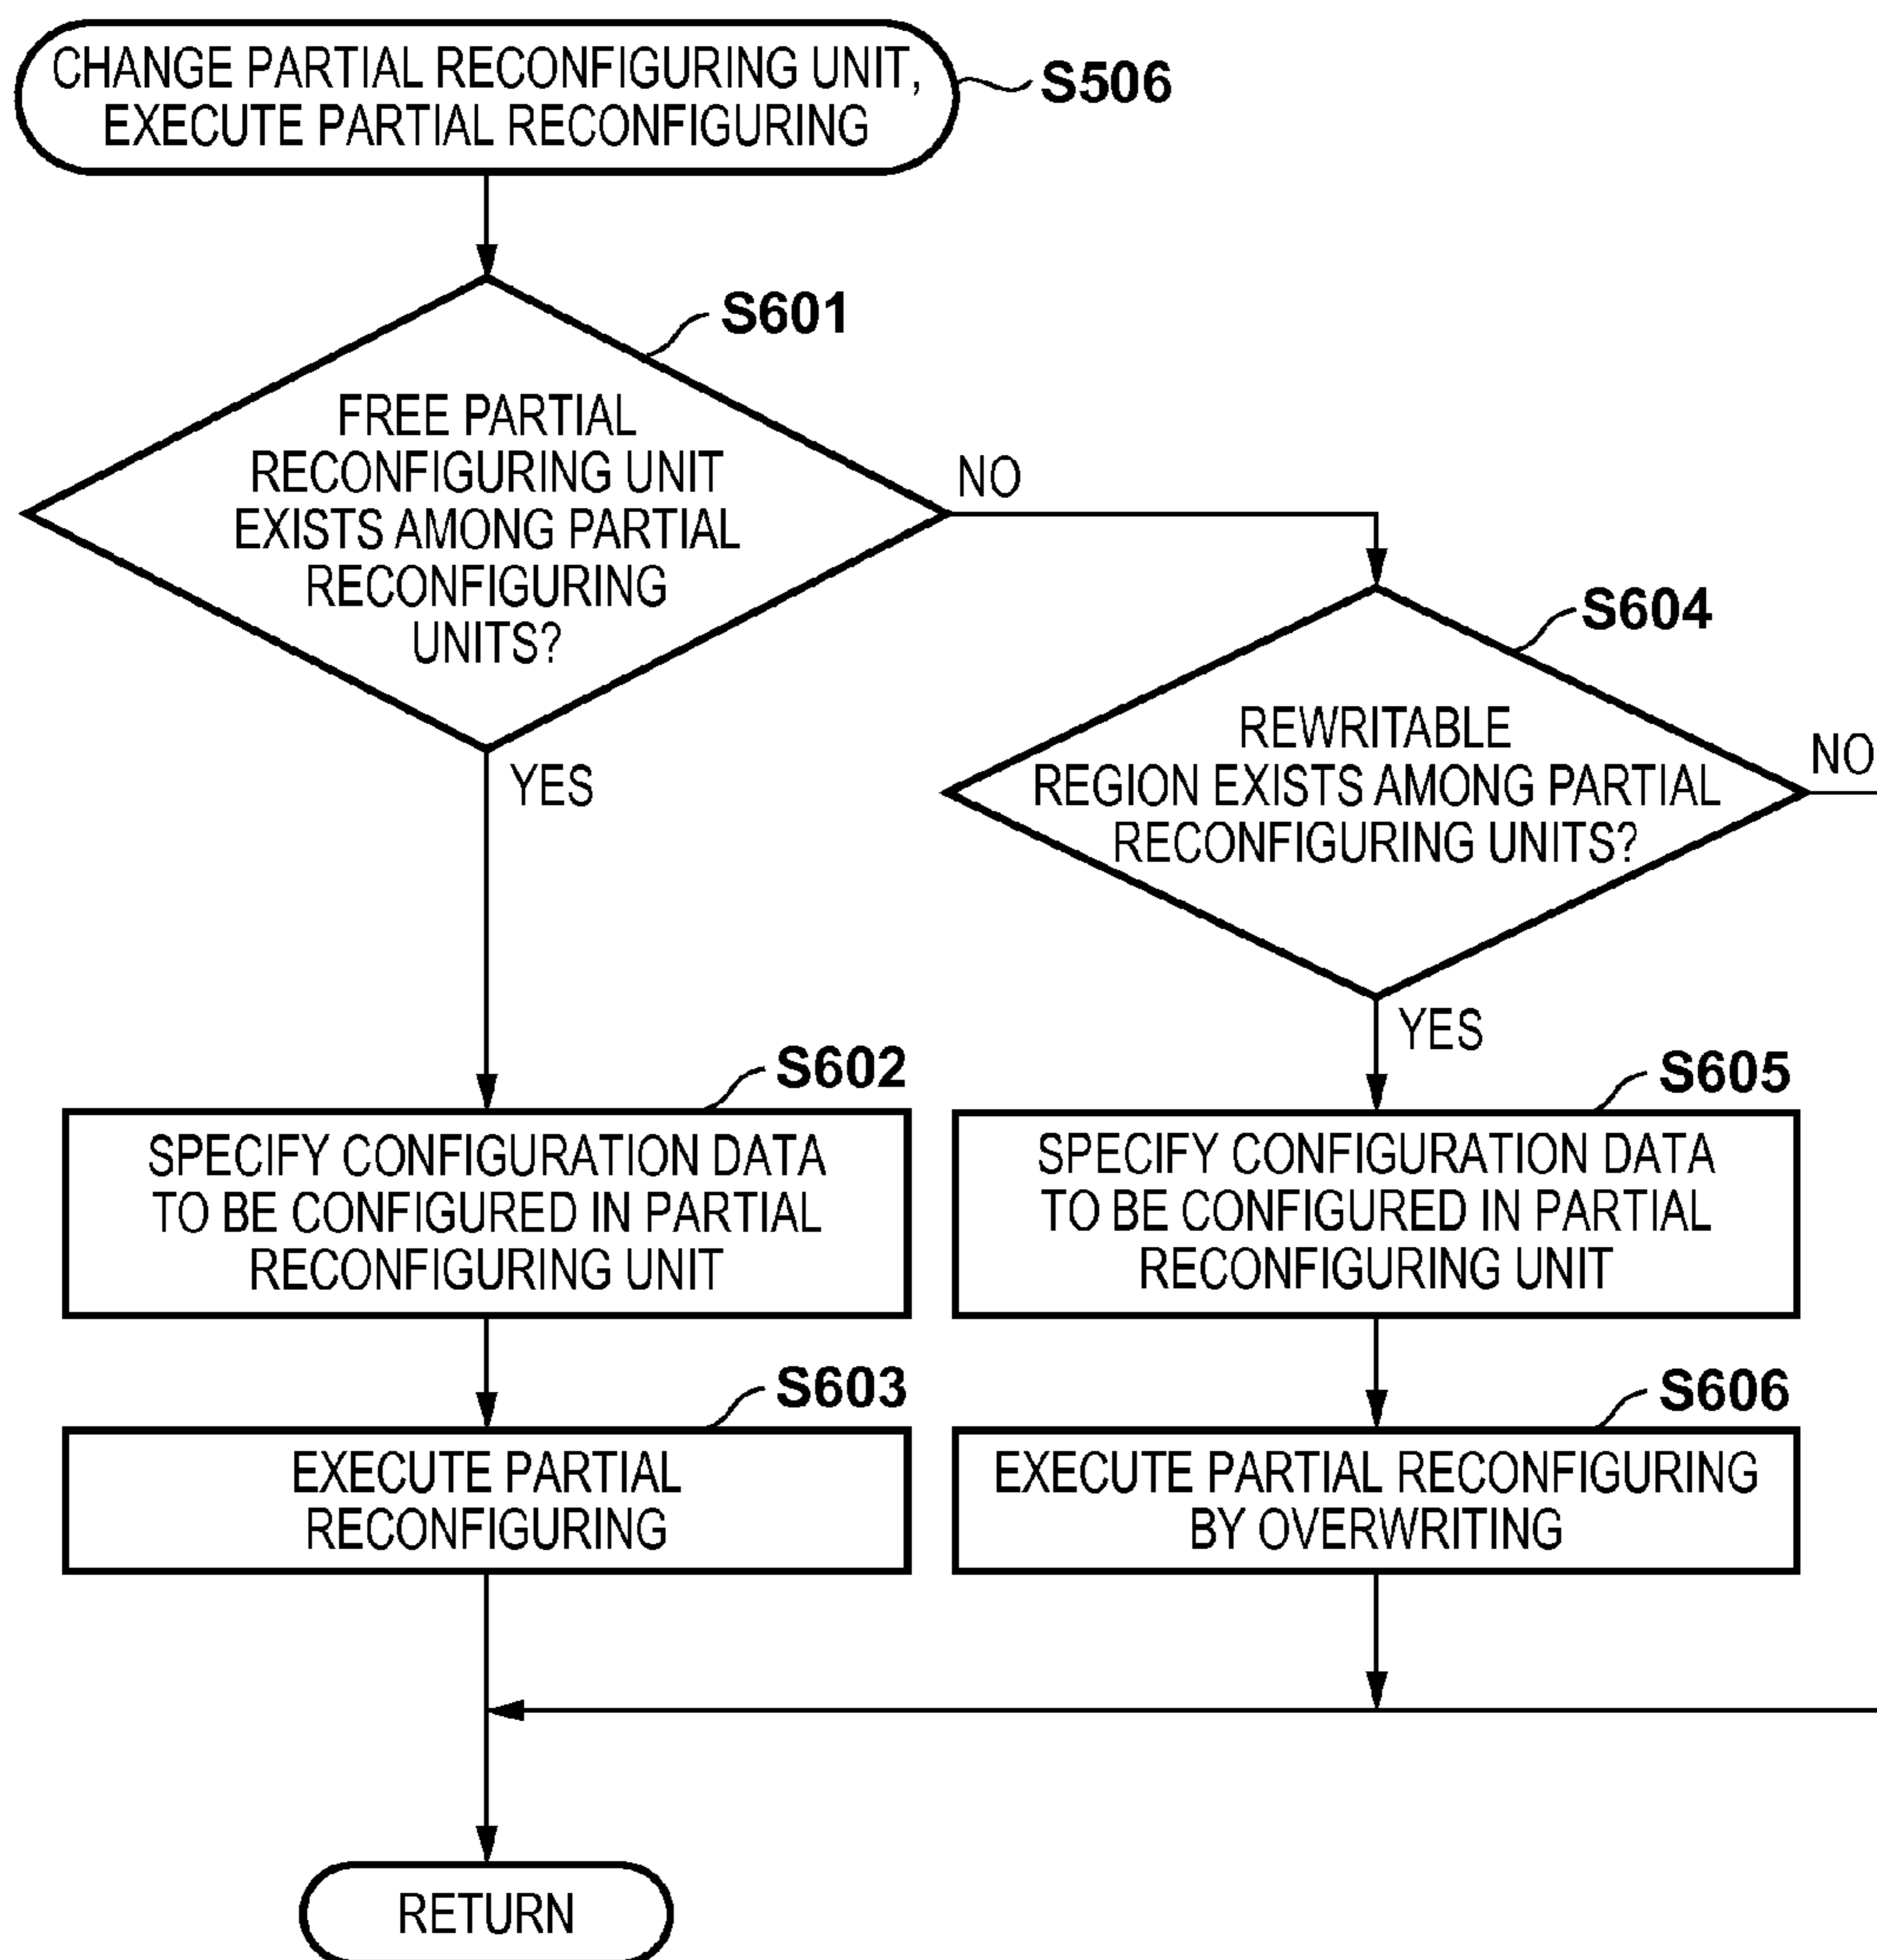 CHANGE PARTIAL RECONFIGURING UNIT,
EXECUTE PARTIAL RECONFIGURING
S506
S601
FREE PARTIAL
RECONFIGURING UNIT
EXISTS AMONG PARTIAL
RECONFIGURING
UNITS?
NO
YES
S604
REWRITABLE
REGION EXISTS AMONG PARTIAL
RECONFIGURING UNITS?
NO
YES
S602
SPECIFY CONFIGURATION DATA
TO BE CONFIGURED IN PARTIAL
RECONFIGURING UNIT
S605
SPECIFY CONFIGURATION DATA
TO BE CONFIGURED IN PARTIAL
RECONFIGURING UNIT
S603
EXECUTE PARTIAL
RECONFIGURING
S606
EXECUTE PARTIAL RECONFIGURING
BY OVERWRITING
RETURN